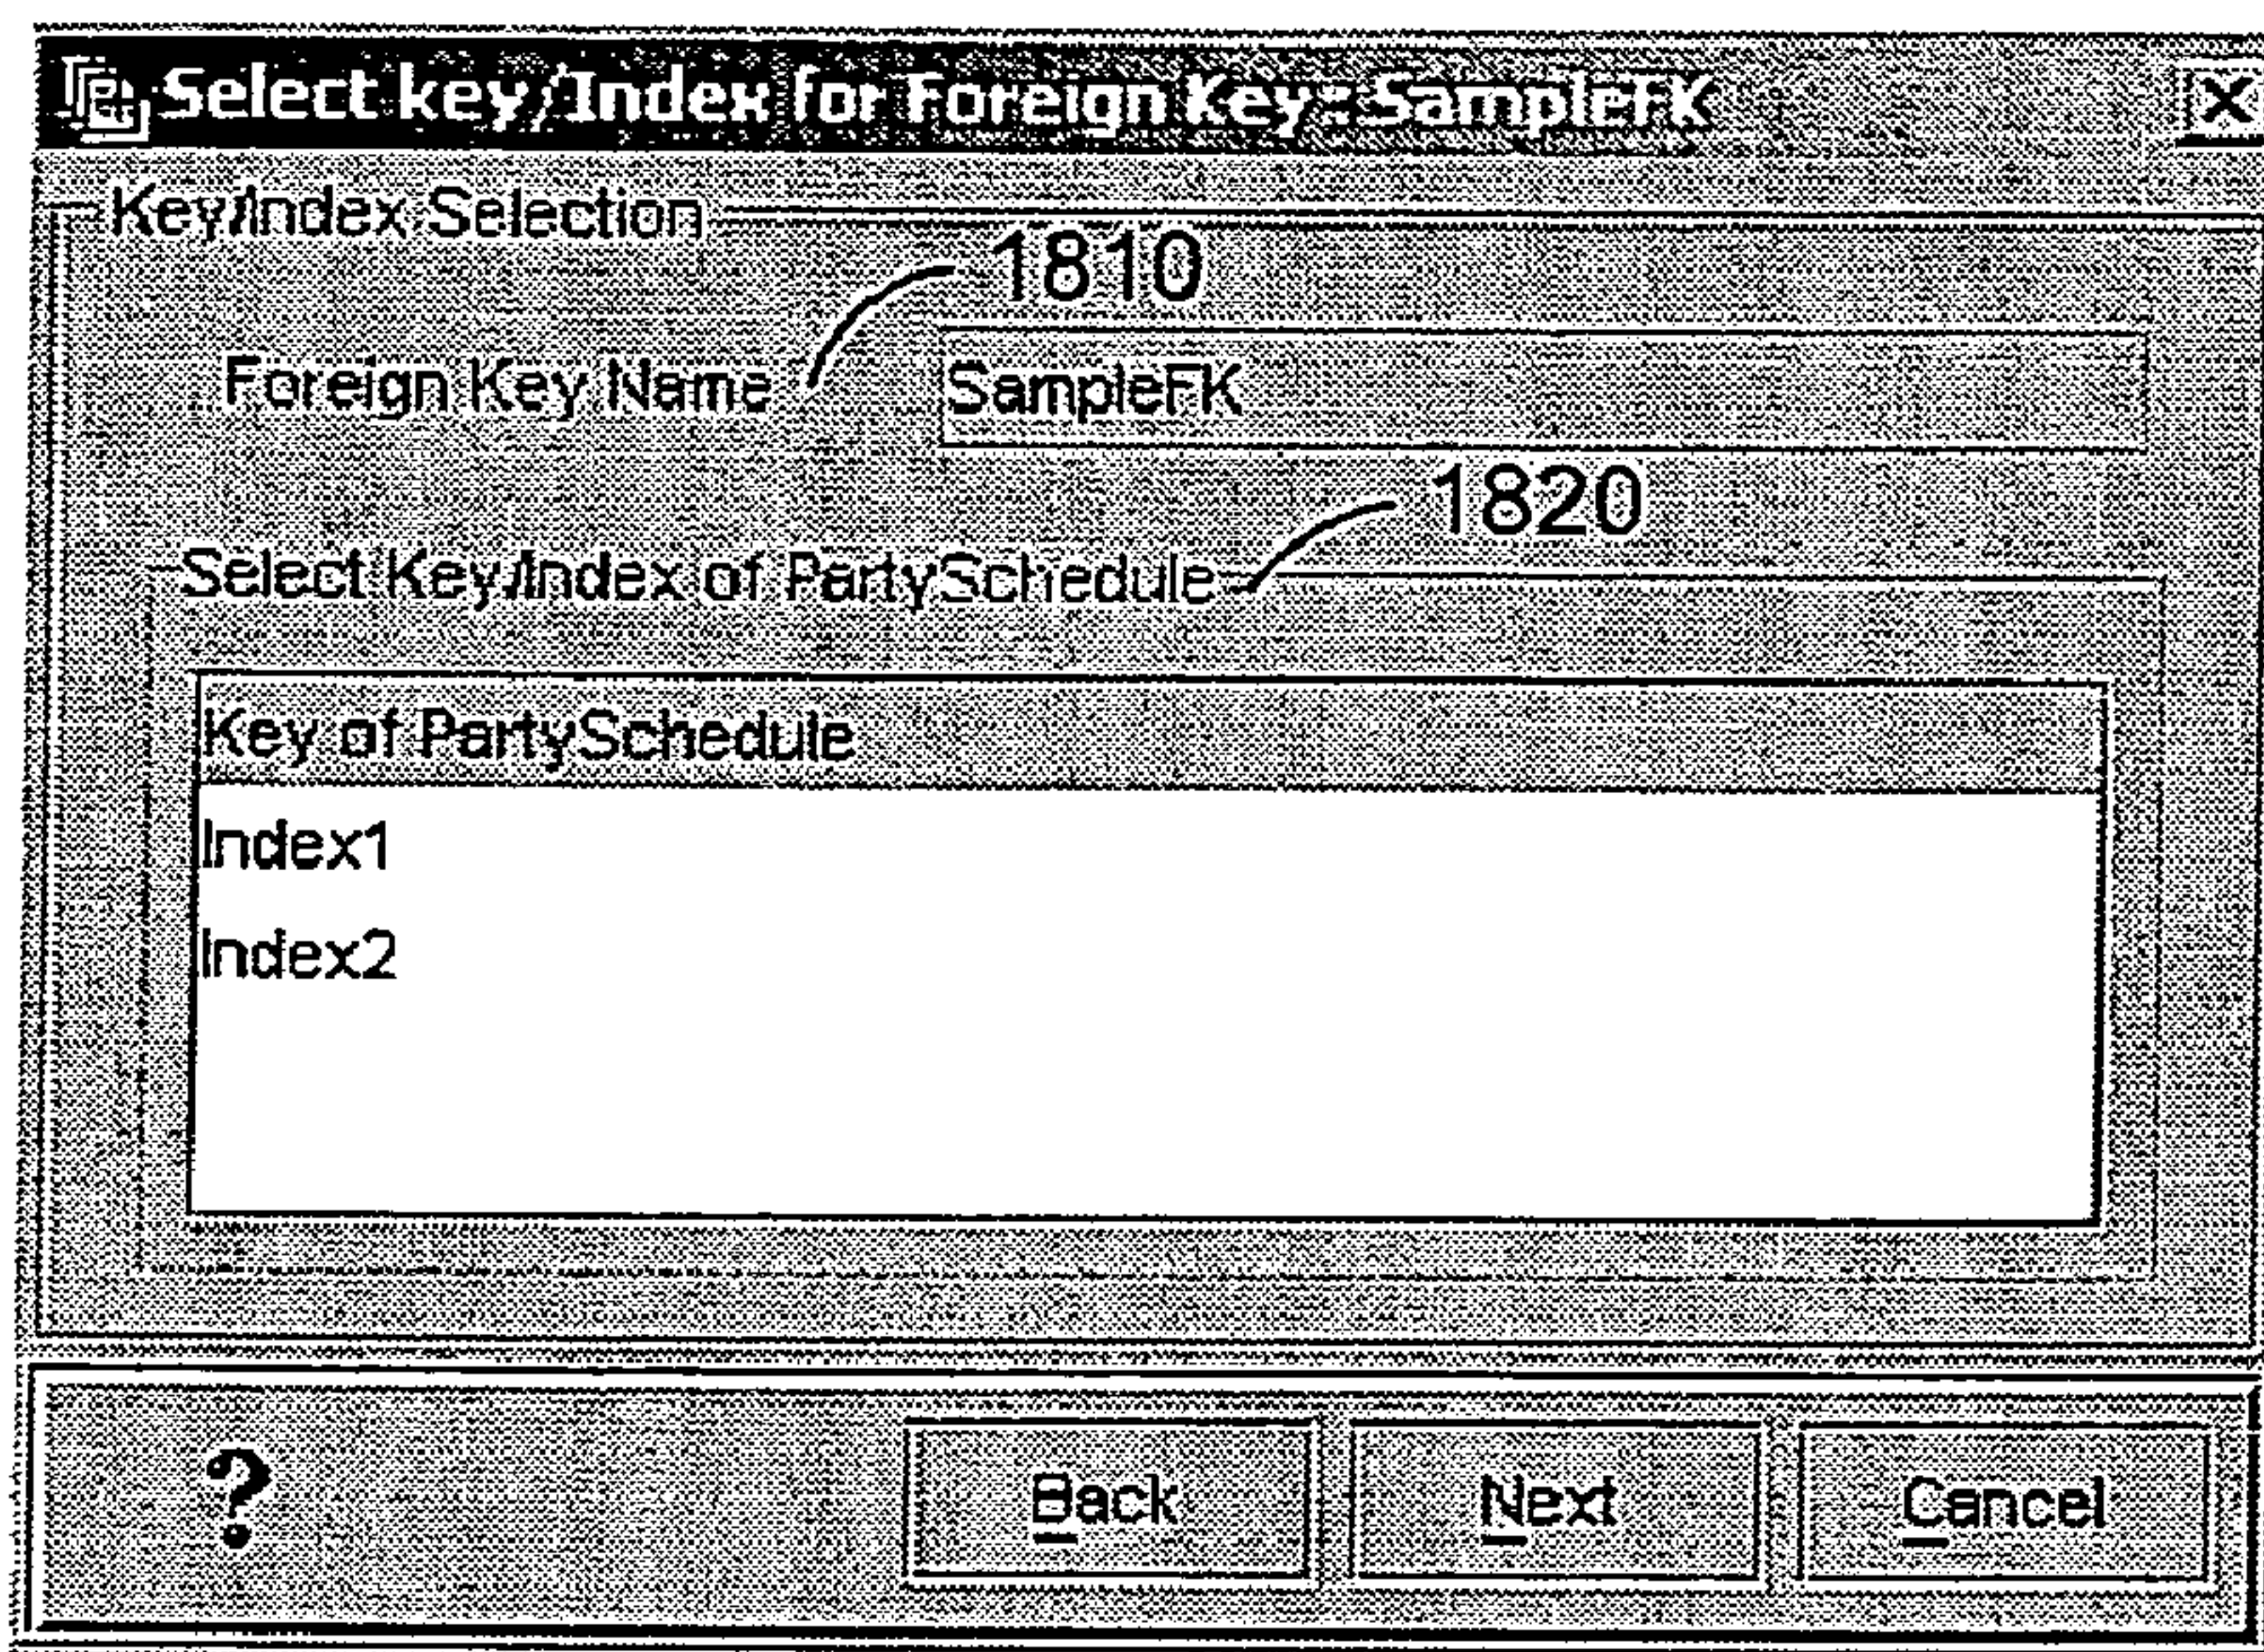 Select key/Index for Foreign Key : SampleFK
Key/Index Selection
1810
Foreign Key Name
SampleFK
1820
Select Key/Index of PartySchedule
Key of PartySchedule
Index1
Index2
?
Back
Next
Cancel